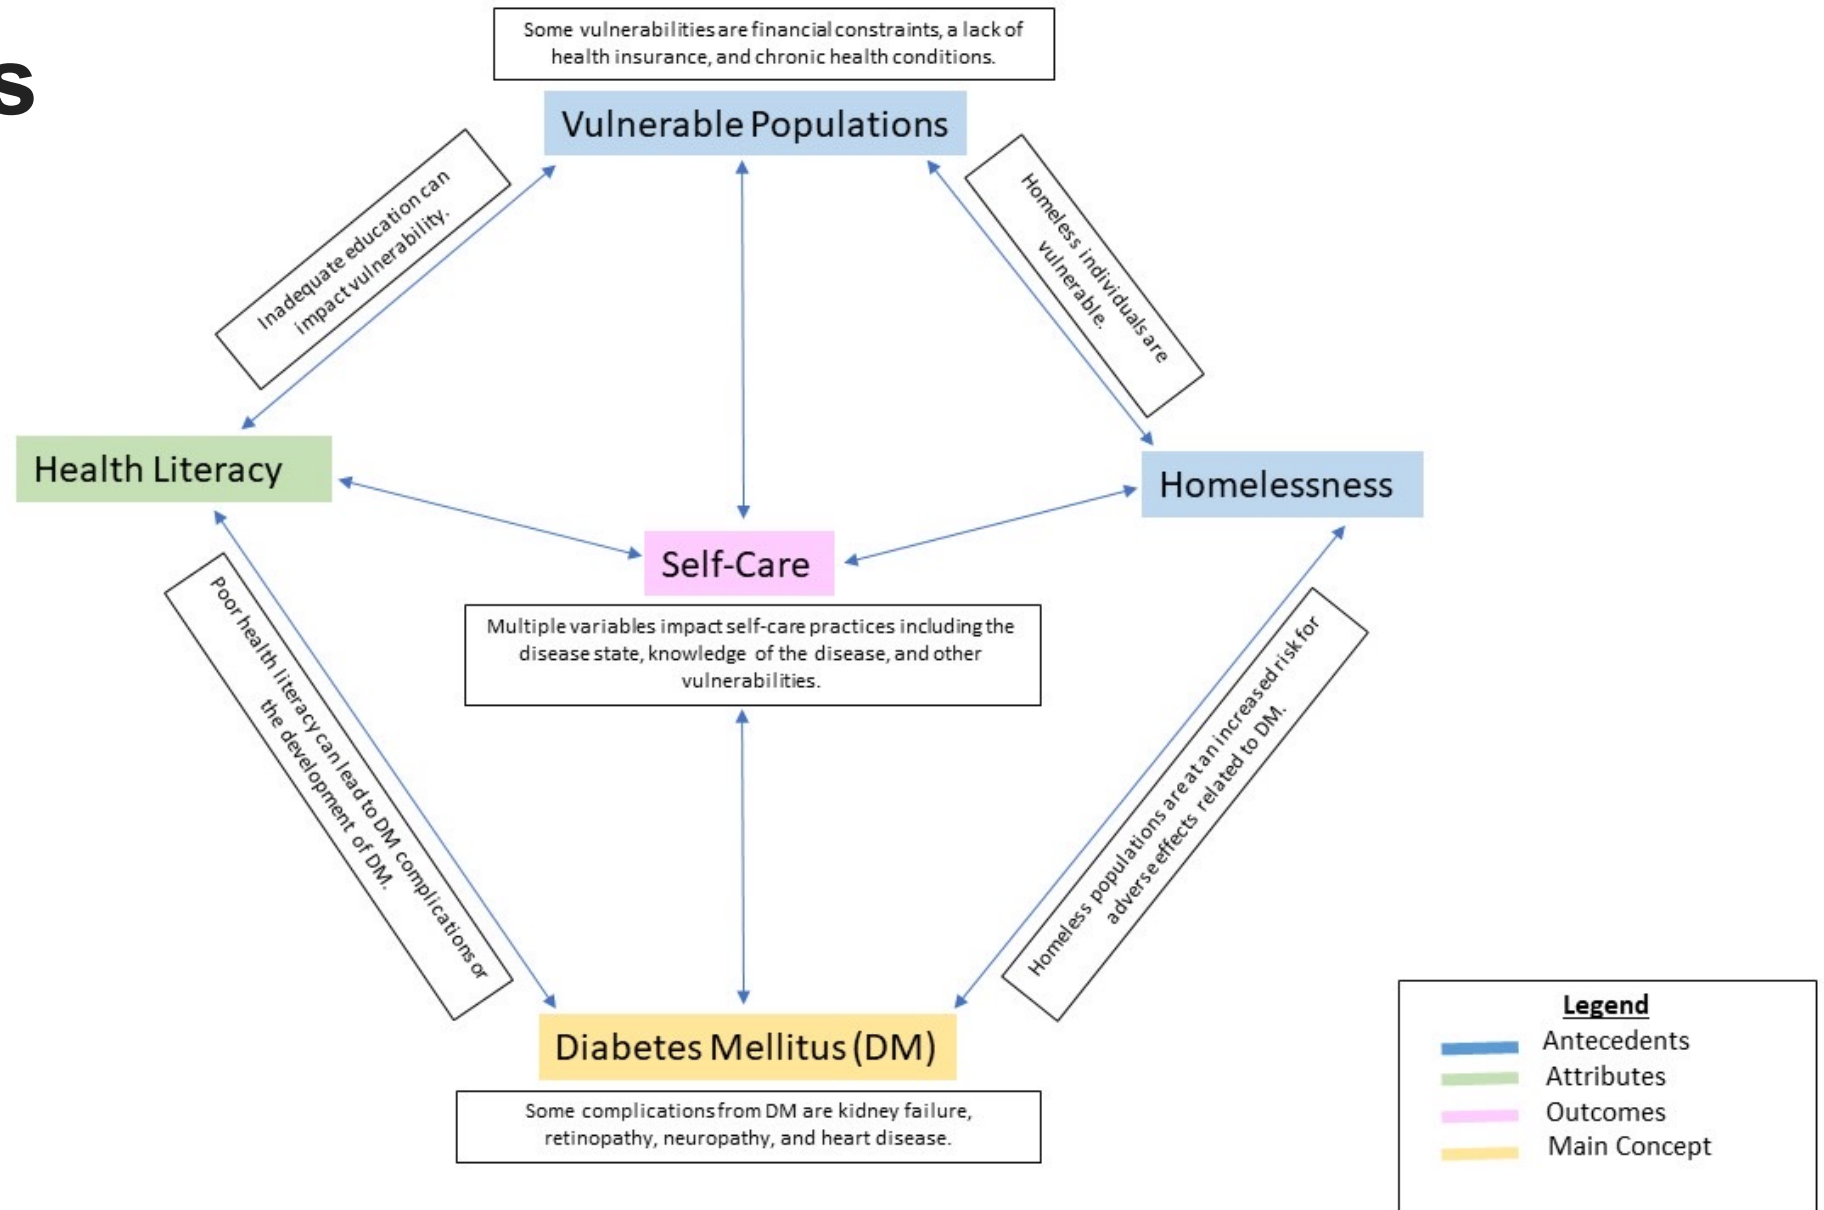 s
Some vulnerabilities are financial constraints, a lack of
health insurance, and chronic health conditions.
Vulnerable Populations
Inadequate education can
impact vulnerability.
Homeless individuals are
vulnerable.
Health Literacy
Homelessness
Self-Care
Multiple variables impact self-care practices including the
disease state, knowledge of the disease, and other
vulnerabilities.
Poor health literacy can lead to DM complications or
the development of DM.
Homeless populations are at an increased risk for
adverse effects related to DM.
Diabetes Mellitus (DM)
Some complications from DM are kidney failure,
retinopathy, neuropathy, and heart disease.
Legend
Antecedents
Attributes
Outcomes
Main Concept